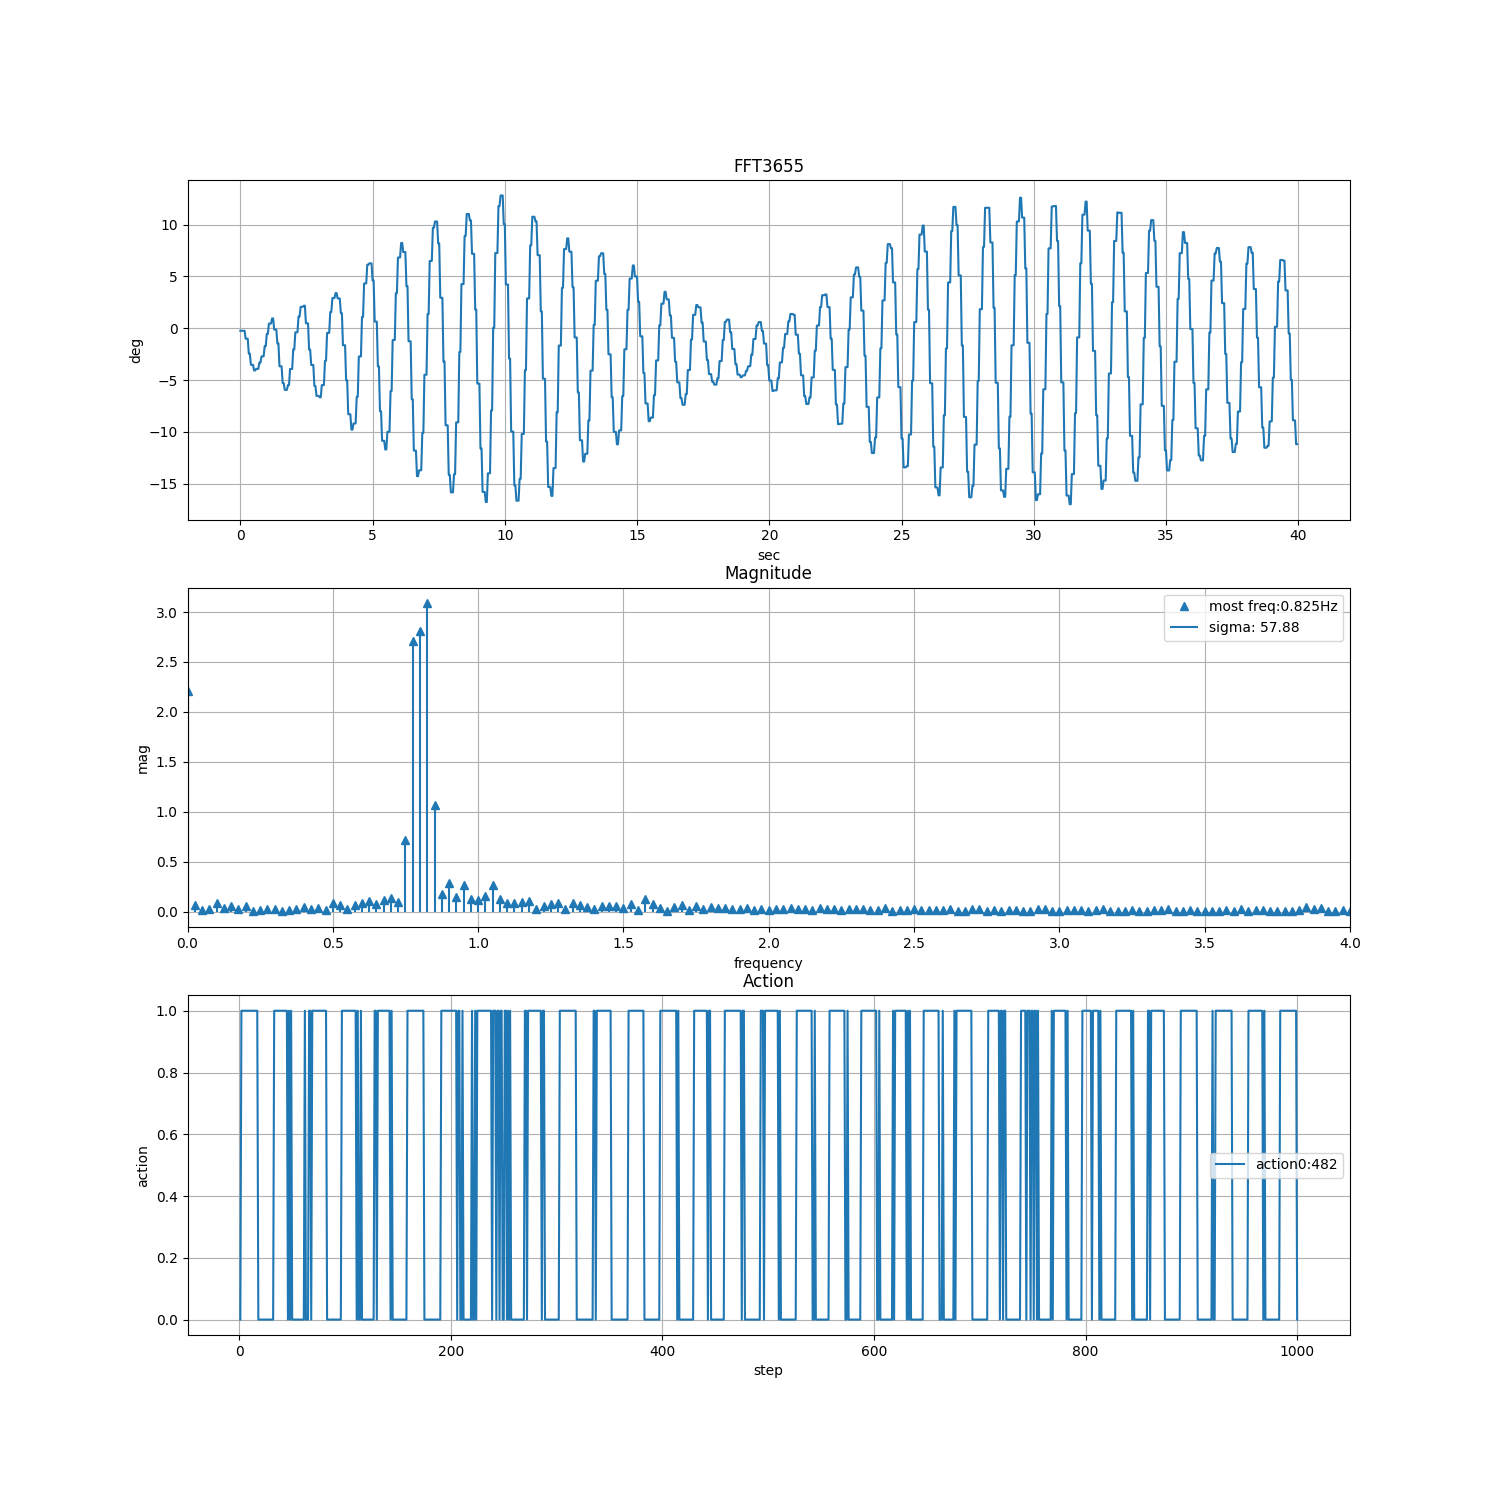 FFT3655
10
5
0
−5
−10
−15
deg
0 5 10 15 20 25 30 35 40
sec
Magnitude
3.0
2.5
2.0
1.5
1.0
0.5
0.0
mag
most freq:0.825Hz
sigma: 57.88
0.0 0.5 1.0 1.5 2.0 2.5 3.0 3.5 4.0
frequency
Action
1.0
0.8
0.6
0.4
0.2
0.0
action
action0:482
0 200 400 600 800 1000
step